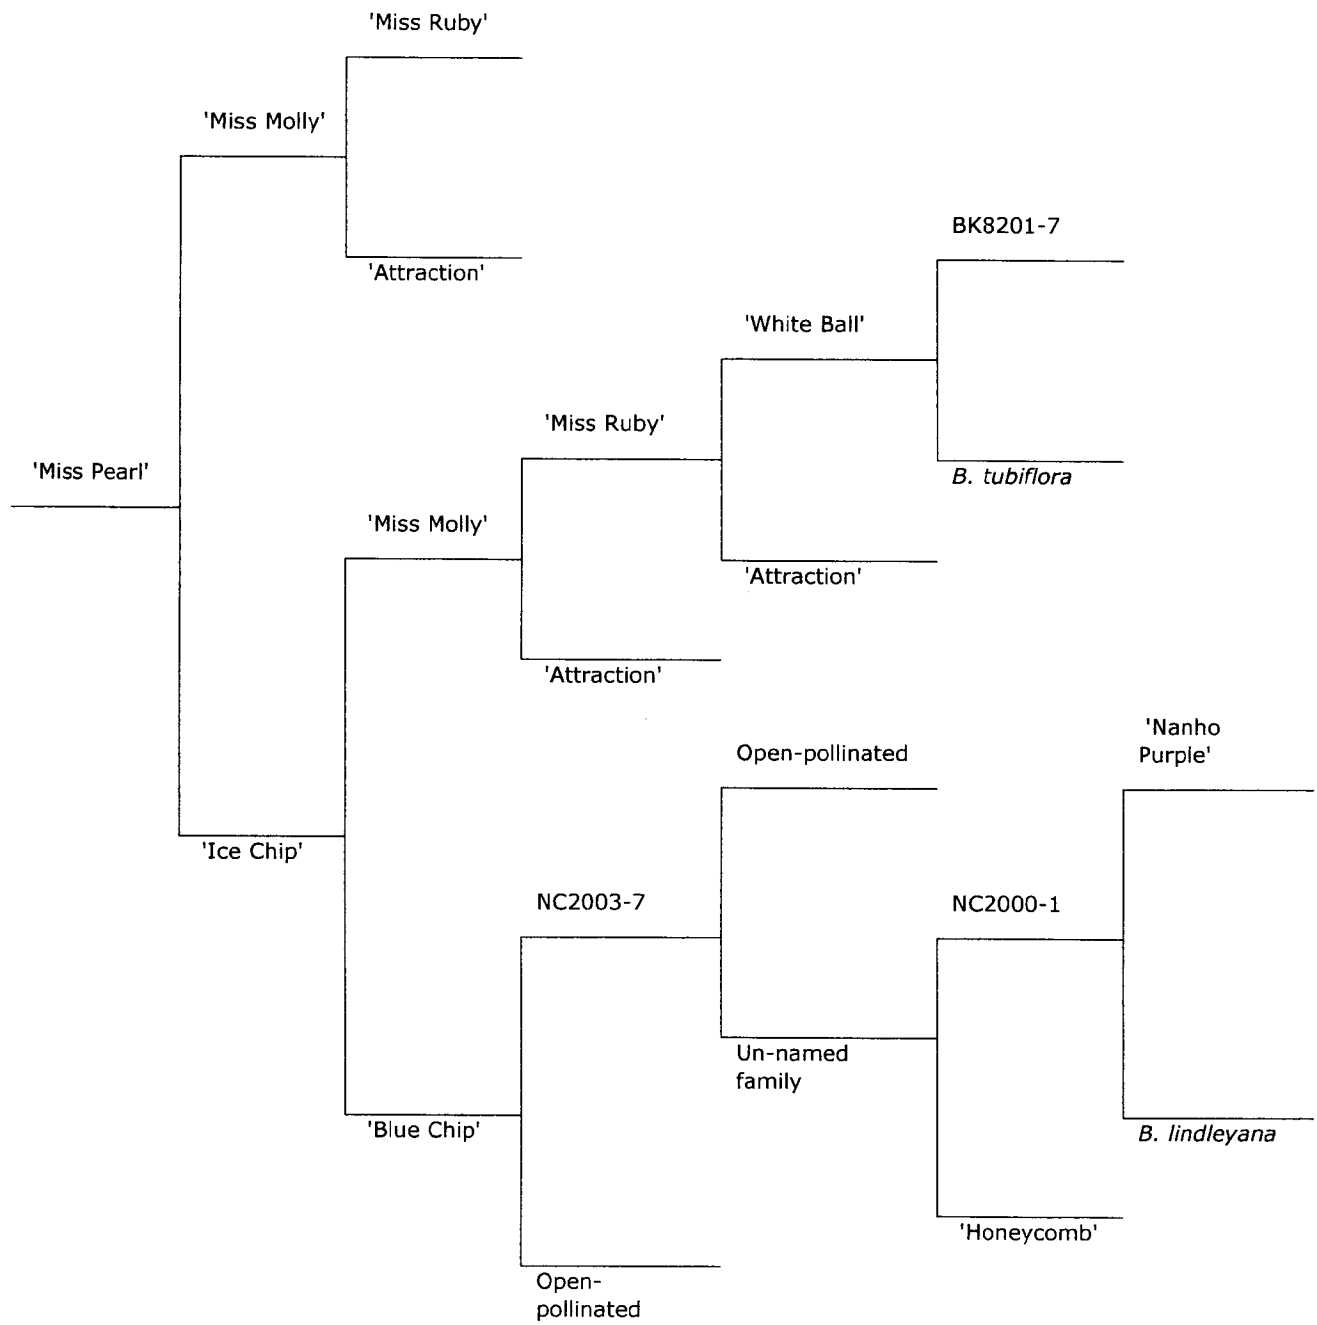 'Miss Ruby'
'Miss Molly'
'Attraction'
BK8201-7
'White Ball'
'Miss Ruby'
'Miss Pearl'
B. tubiflora
'Miss Molly'
'Attraction'
'Attraction'
'Nanho
Purple'
Open-pollinated
'Ice Chip'
NC2003-7
NC2000-1
Un-named
family
'Blue Chip'
B. lindleyana
'Honeycomb'
Open-
pollinated